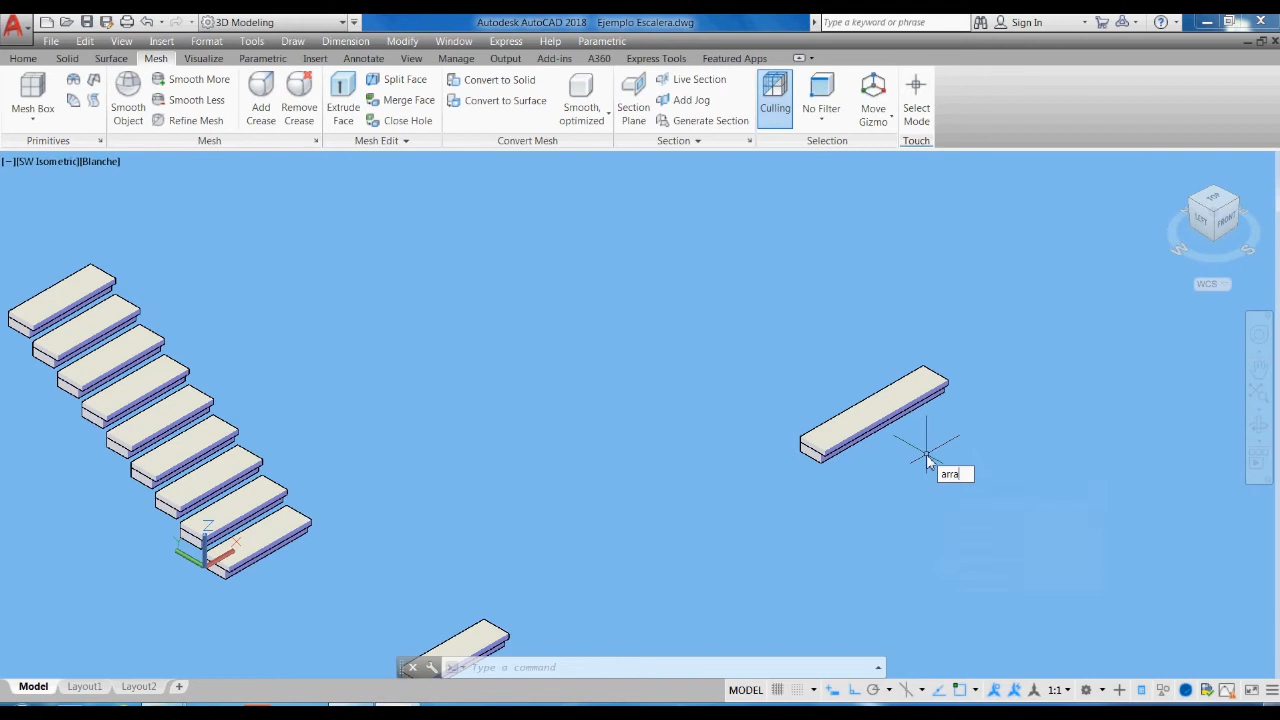 3D Modeling
Autodesk AutoCAD 2018 Ejemplo Escalera.dwg
Type a keyword or phrase
Sign In
File Edit View Insert Format Tools Draw Dimension Modify Window Express Help Parametric
Home Solid Surface Mesh Visualize Parametric Insert Annotate View Manage Output Add-ins A360 Express Tools Featured Apps
Mesh Box
Smooth Object
Smooth More
Smooth Less
Refine Mesh
Add Crease
Remove Crease
Extrude Face
Split Face
Merge Face
Close Hole
Convert to Solid
Convert to Surface
Smooth, optimized
Section Plane
Live Section
Add Jog
Generate Section
Culling
No Filter
Move Gizmo
Select Mode
Primitives Mesh Mesh Edit Convert Mesh Section Selection Touch
[−][SW Isometric][Blanche]
TOP
LEFT
FRONT
W
S
WCS
arra
Z
Y
X
Type a command
Model Layout1 Layout2
MODEL
1:1